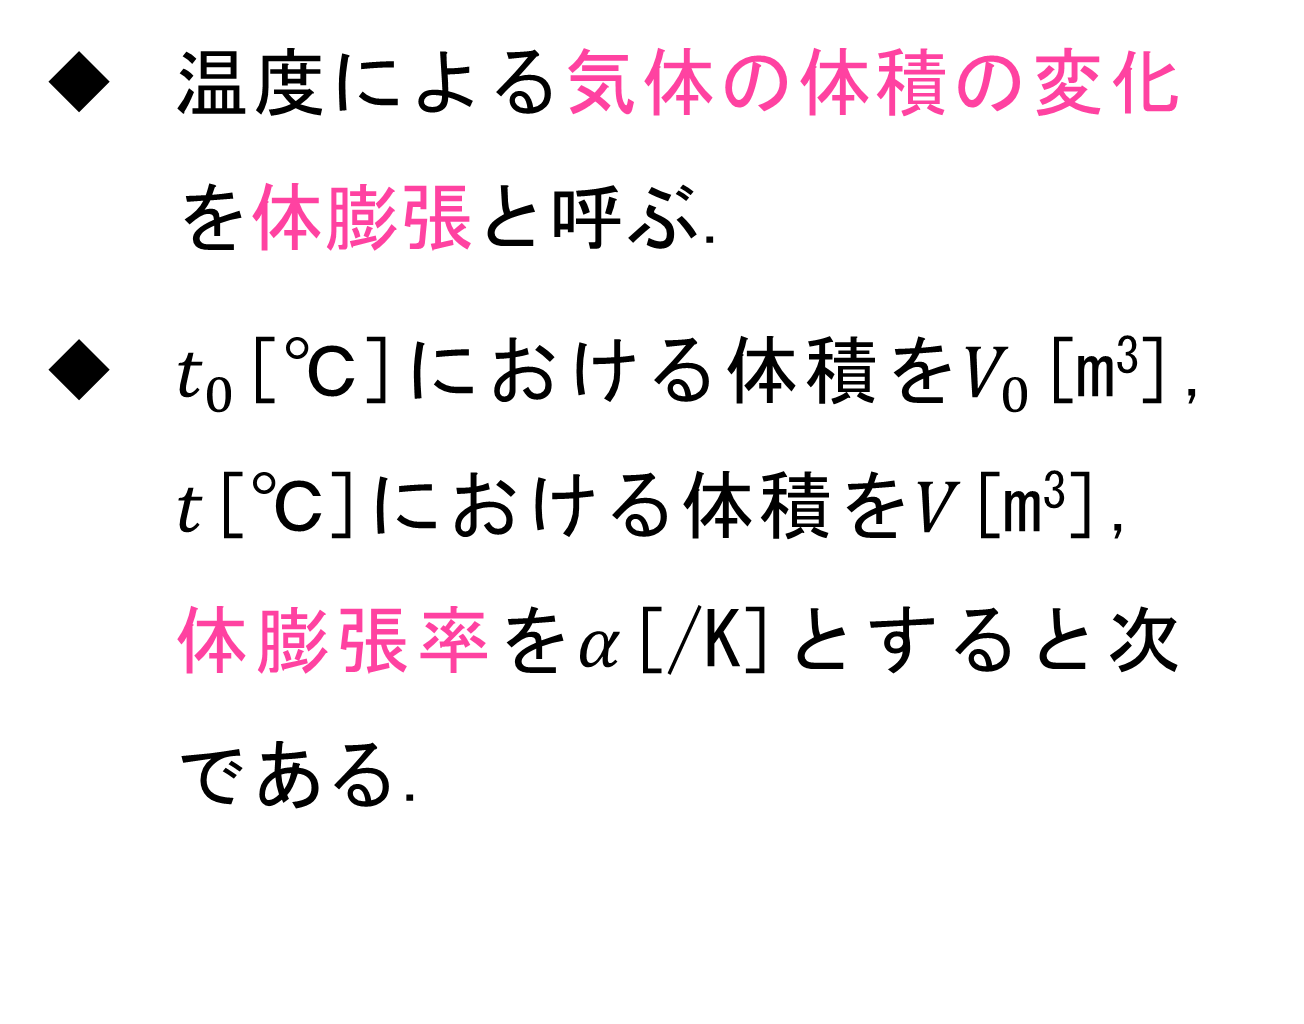 ◆ 温度による気体の体積の変化
を体膨張と呼ぶ.
◆ t₀[℃]における体積をV₀[m³],
t[℃]における体積をV[m³],
体膨張率をα[/K]とすると次
である.